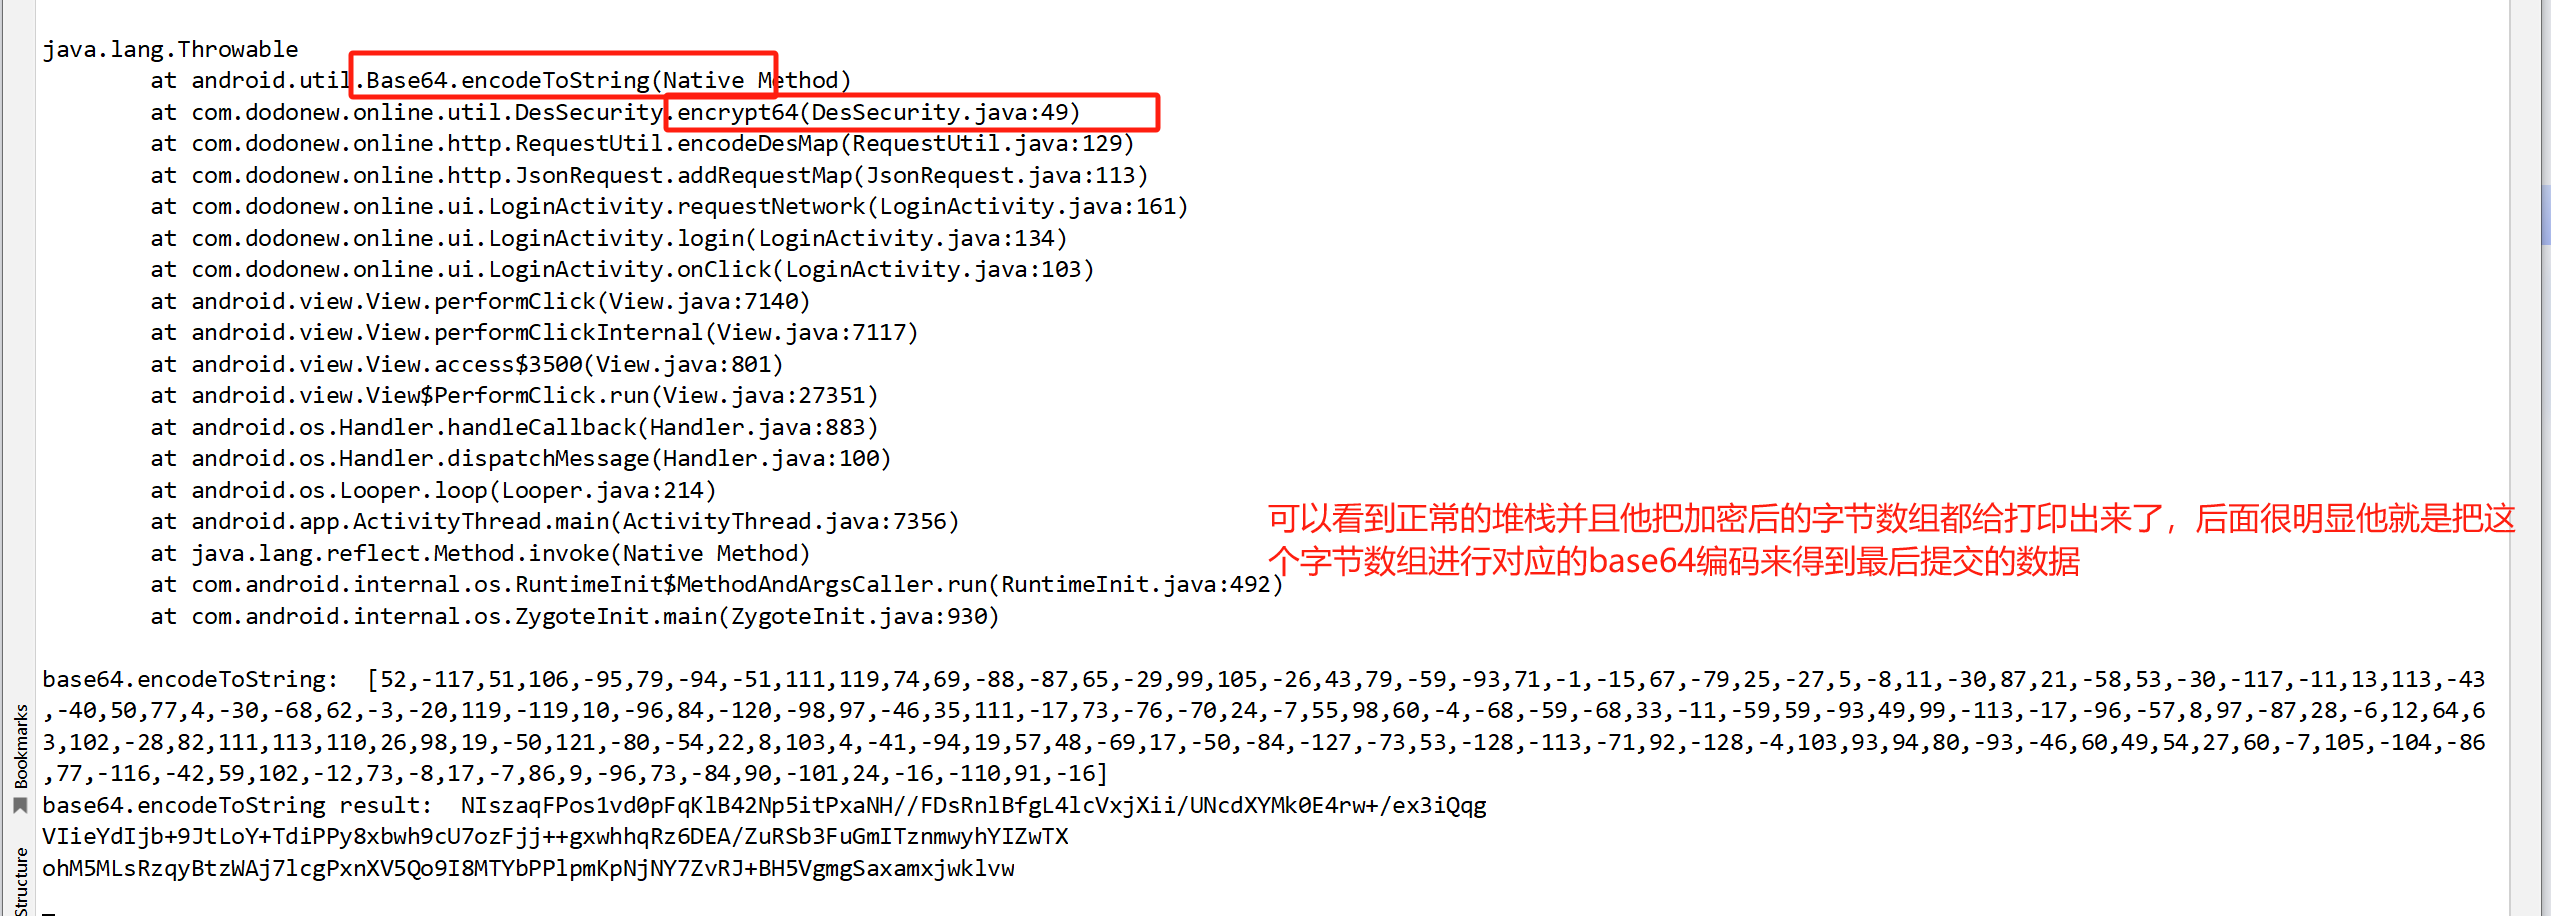 java.lang.Throwable
at android.util.Base64.encodeToString(Native Method)
at com.dodonew.online.util.DesSecurity.encrypt64(DesSecurity.java:49)
at com.dodonew.online.http.RequestUtil.encodeDesMap(RequestUtil.java:129)
at com.dodonew.online.http.JsonRequest.addRequestMap(JsonRequest.java:113)
at com.dodonew.online.ui.LoginActivity.requestNetwork(LoginActivity.java:161)
at com.dodonew.online.ui.LoginActivity.login(LoginActivity.java:134)
at com.dodonew.online.ui.LoginActivity.onClick(LoginActivity.java:103)
at android.view.View.performClick(View.java:7140)
at android.view.View.performClickInternal(View.java:7117)
at android.view.View.access$3500(View.java:801)
at android.view.View$PerformClick.run(View.java:27351)
at android.os.Handler.handleCallback(Handler.java:883)
at android.os.Handler.dispatchMessage(Handler.java:100)
at android.os.Looper.loop(Looper.java:214)
at android.app.ActivityThread.main(ActivityThread.java:7356)
at java.lang.reflect.Method.invoke(Native Method)
at com.android.internal.os.RuntimeInit$MethodAndArgsCaller.run(RuntimeInit.java:492)
at com.android.internal.os.ZygoteInit.main(ZygoteInit.java:930)
可以看到正常的堆栈并且他把加密后的字节数组都给打印出来了，后面很明显他就是把这
个字节数组进行对应的base64编码来得到最后提交的数据
base64.encodeToString:  [52,-117,51,106,-95,79,-94,-51,111,119,74,69,-88,-87,65,-29,99,105,-26,43,79,-59,-93,71,-1,-15,67,-79,25,-27,5,-8,11,-30,87,21,-58,53,-30,-117,-11,13,113,-43
,-40,50,77,4,-30,-68,62,-3,-20,119,-119,10,-96,84,-120,-98,97,-46,35,111,-17,73,-76,-70,24,-7,55,98,60,-4,-68,-59,-68,33,-11,-59,59,-93,49,99,-113,-17,-96,-57,8,97,-87,28,-6,12,64,6
3,102,-28,82,111,113,110,26,98,19,-50,121,-80,-54,22,8,103,4,-41,-94,19,57,48,-69,17,-50,-84,-127,-73,53,-128,-113,-71,92,-128,-4,103,93,94,80,-93,-46,60,49,54,27,60,-7,105,-104,-86
,77,-116,-42,59,102,-12,73,-8,17,-7,86,9,-96,73,-84,90,-101,24,-16,-110,91,-16]
base64.encodeToString result:  NIszaqFPos1vd0pFqKlB42Np5itPxaNH//FDsRnlBfgL4lcVxjXii/UNcdXYMk0E4rw+/ex3iQqg
VIieYdIjb+9JtLoY+TdiPPy8xbwh9cU7ozFjj++gxwhhqRz6DEA/ZuRSb3FuGmITznmwyhYIZwTX
ohM5MLsRzqyBtzWAj7lcgPxnXV5Qo9I8MTYbPPlpmKpNjNY7ZvRJ+BH5VgmgSaxamxjwklvw
Bookmarks
Structure